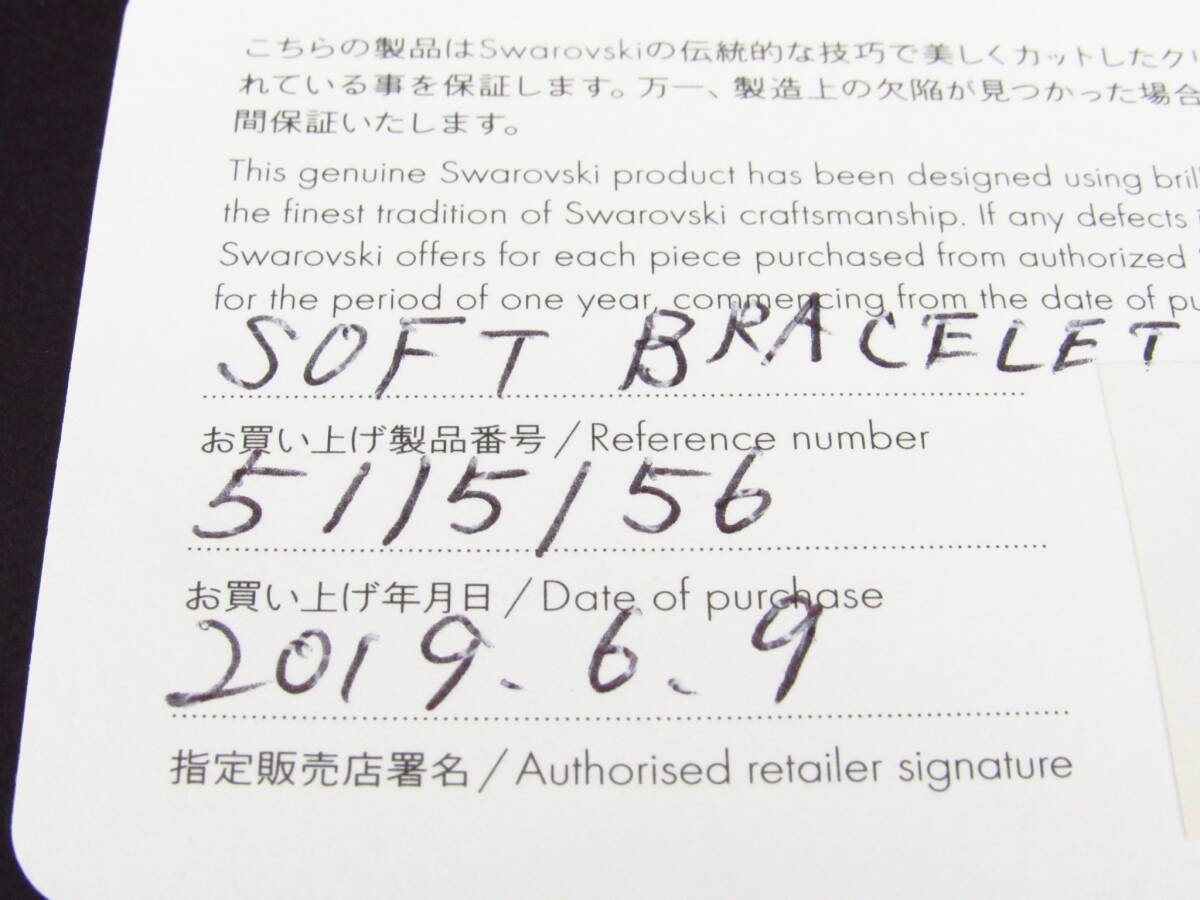 こちらの製品はSwarovskiの伝統的な技巧で美しくカットしたクリ
れている事を保証します。万一、製造上の欠陥が見つかった場合
間保証いたします。
This genuine Swarovski product has been designed using brill
the finest tradition of Swarovski craftsmanship. If any defects
Swarovski offers for each piece purchased from authorized
for the period of one year, commencing from the date of pu
SOFT BRACELET
お買い上げ製品番号/Reference number
5115156
お買い上げ年月日/Date of purchase
2019.6.9
指定販売店署名/Authorised retailer signature